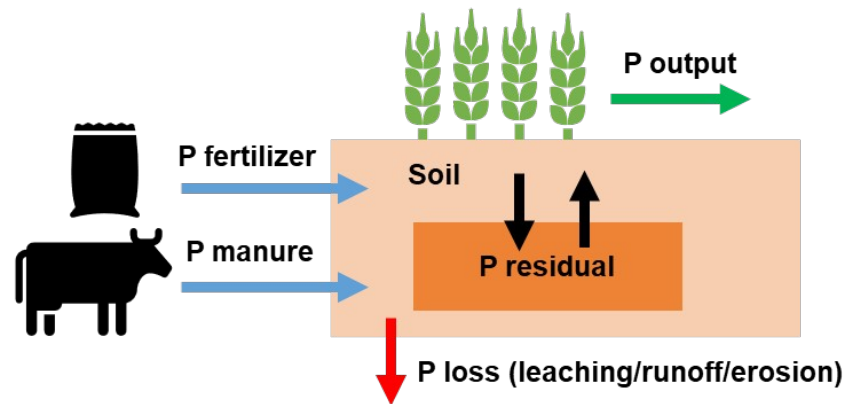 P output
P fertilizer
Soil
P manure
P residual
P loss (leaching/runoff/erosion)